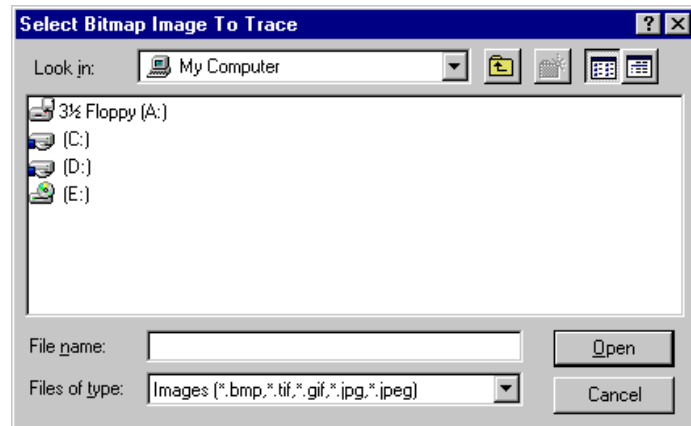 Select Bitmap Image To Trace
Look in: My Computer
3½ Floppy (A:)
(C:)
(D:)
(E:)
File name: Open
Files of type: Images (*.bmp,*.tif,*.gif,*.jpg,*.jpeg) Cancel